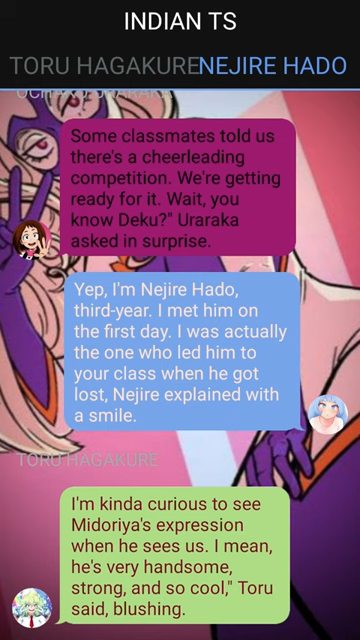 INDIAN TS
TORU HAGAKURE NEJIRE HADO
OCHAKO URARAKA
Some classmates told us
there's a cheerleading
competition. We're getting
ready for it. Wait, you
know Deku?" Uraraka
asked in surprise.
Yep, I'm Nejire Hado,
third-year. I met him on
the first day. I was actually
the one who led him to
your class when he got
lost, Nejire explained with
a smile.
TORU HAGAKURE
I'm kinda curious to see
Midoriya's expression
when he sees us. I mean,
he's very handsome,
strong, and so cool," Toru
said, blushing.